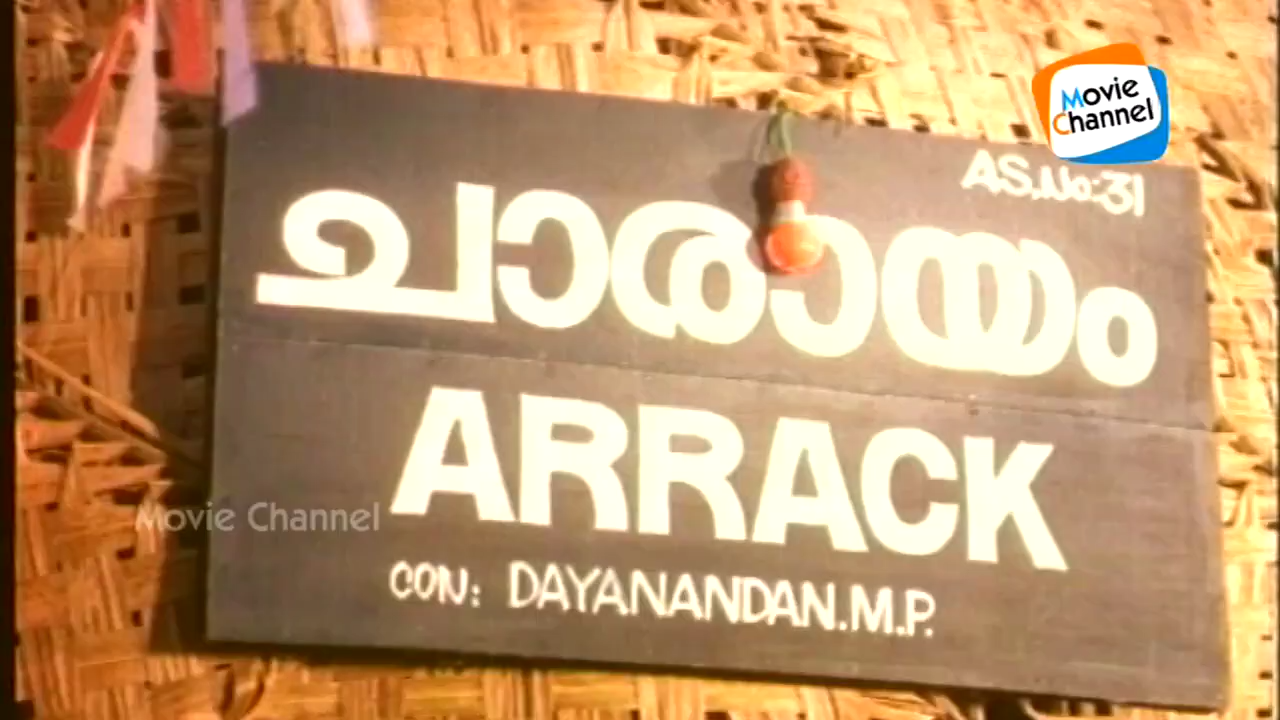 Movie
Channel
AS.No:31
ചാരായം
ARRACK
Movie Channel
CON: DAYANANDAN.M.P.